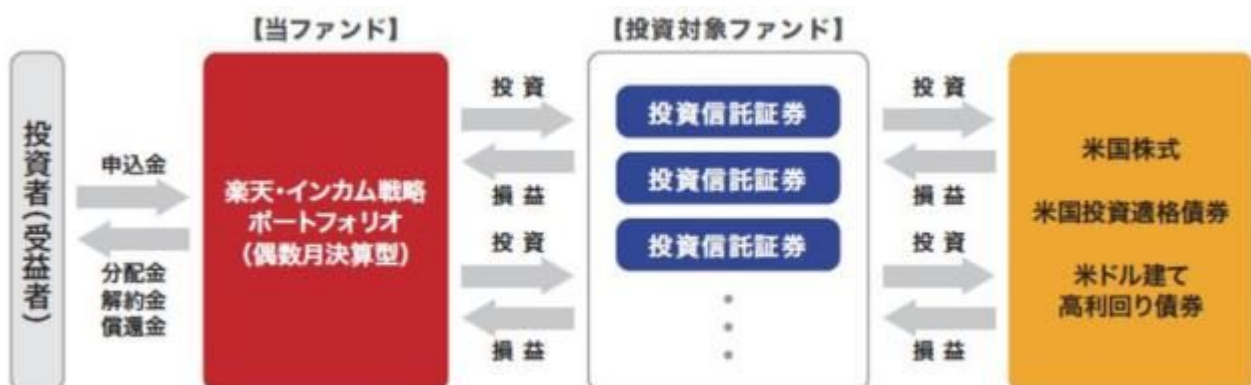 【当ファンド】
【投資対象ファンド】
投資者(受益者)
申込金
分配金
解約金
償還金
楽天・インカム戦略
ポートフォリオ
(偶数月決算型)
投資
損益
投資
損益
投資信託証券
投資信託証券
投資信託証券
投資
損益
投資
損益
米国株式
米国投資適格債券
米ドル建て
高利回り債券